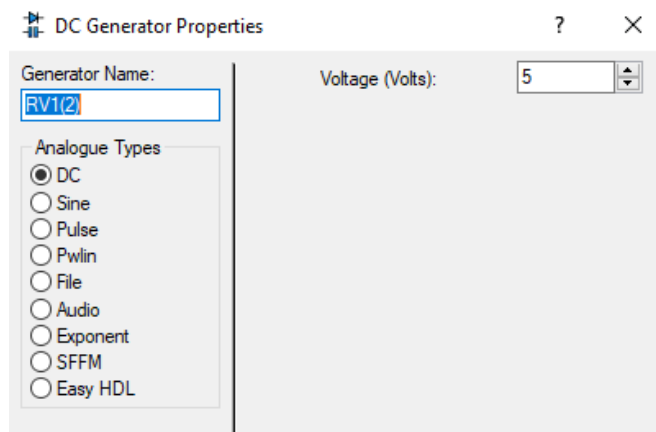 DC Generator Properties ?
Generator Name:
RV1(2)
Voltage (Volts): 5
Analogue Types
DC
Sine
Pulse
Pwlin
File
Audio
Exponent
SFFM
Easy HDL